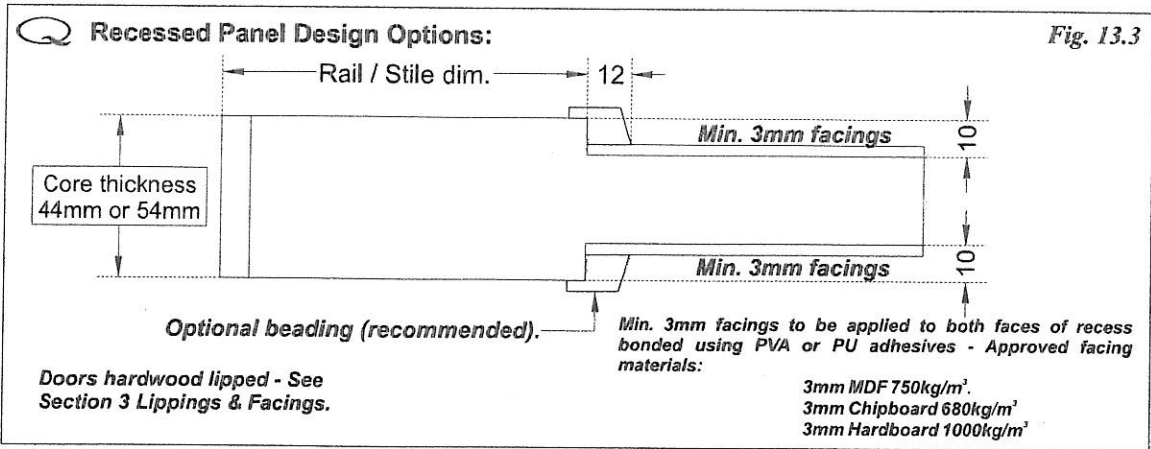 Recessed Panel Design Options:
Fig. 13.3
Rail / Stile dim.
12
Min. 3mm facings
10
Core thickness
44mm or 54mm
Min. 3mm facings
10
Optional beading (recommended).
Min. 3mm facings to be applied to both faces of recess
bonded using PVA or PU adhesives - Approved facing
materials:
Doors hardwood lipped - See
Section 3 Lippings & Facings.
3mm MDF 750kg/m³.
3mm Chipboard 680kg/m³
3mm Hardboard 1000kg/m³